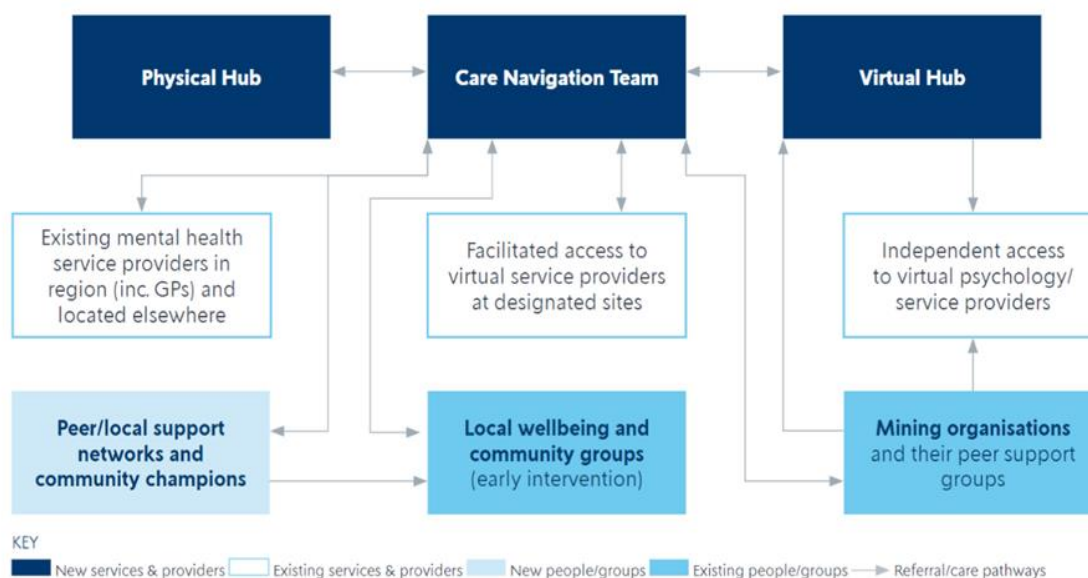 Physical Hub
Care Navigation Team
Virtual Hub
Existing mental health
service providers in
region (inc. GPs) and
located elsewhere
Facilitated access to
virtual service providers
at designated sites
Independent access
to virtual psychology/
service providers
Peer/local support
networks and
community champions
Local wellbeing and
community groups
(early intervention)
Mining organisations
and their peer support
groups
KEY
New services & providers
Existing services & providers
New people/groups
Existing people/groups
Referral/care pathways